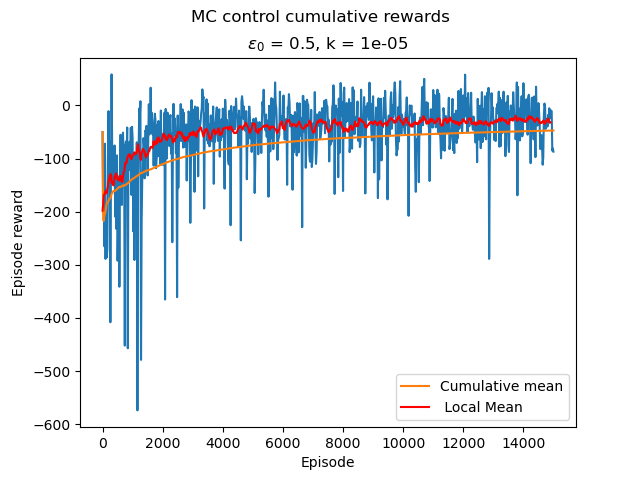 MC control cumulative rewards
ε₀ = 0.5, k = 1e-05
Episode reward
0
−100
−200
−300
−400
−500
−600
0 2000 4000 6000 8000 10000 12000 14000
Episode
Cumulative mean
Local Mean